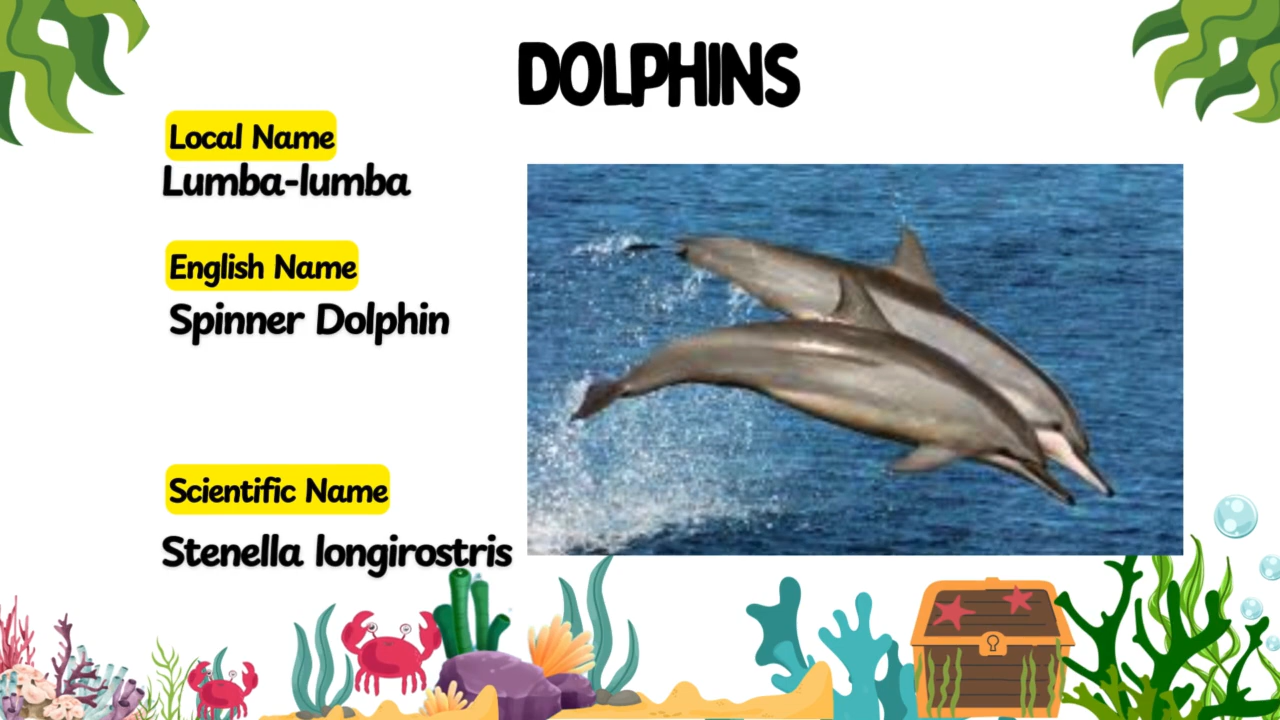 DOLPHINS
Local Name
Lumba-lumba
English Name
Spinner Dolphin
Scientific Name
Stenella longirostris